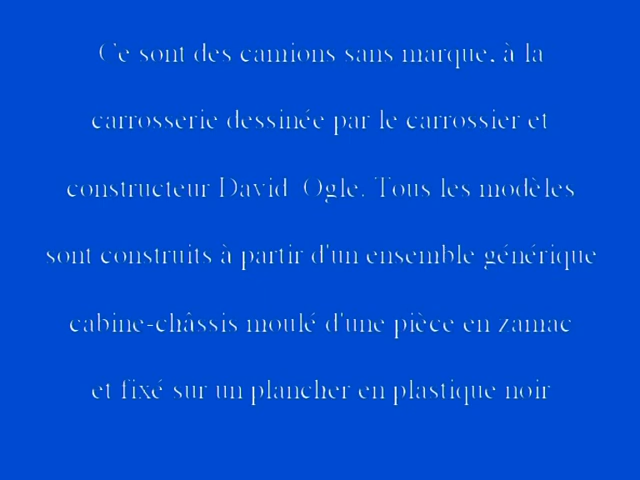 Ce sont des camions sans marque, à la
carrosserie dessinée par le carrossier et
constructeur David Ogle. Tous les modèles
sont construits à partir d'un ensemble générique
cabine-châssis moulé d'une pièce en zamac
et fixé sur un plancher en plastique noir